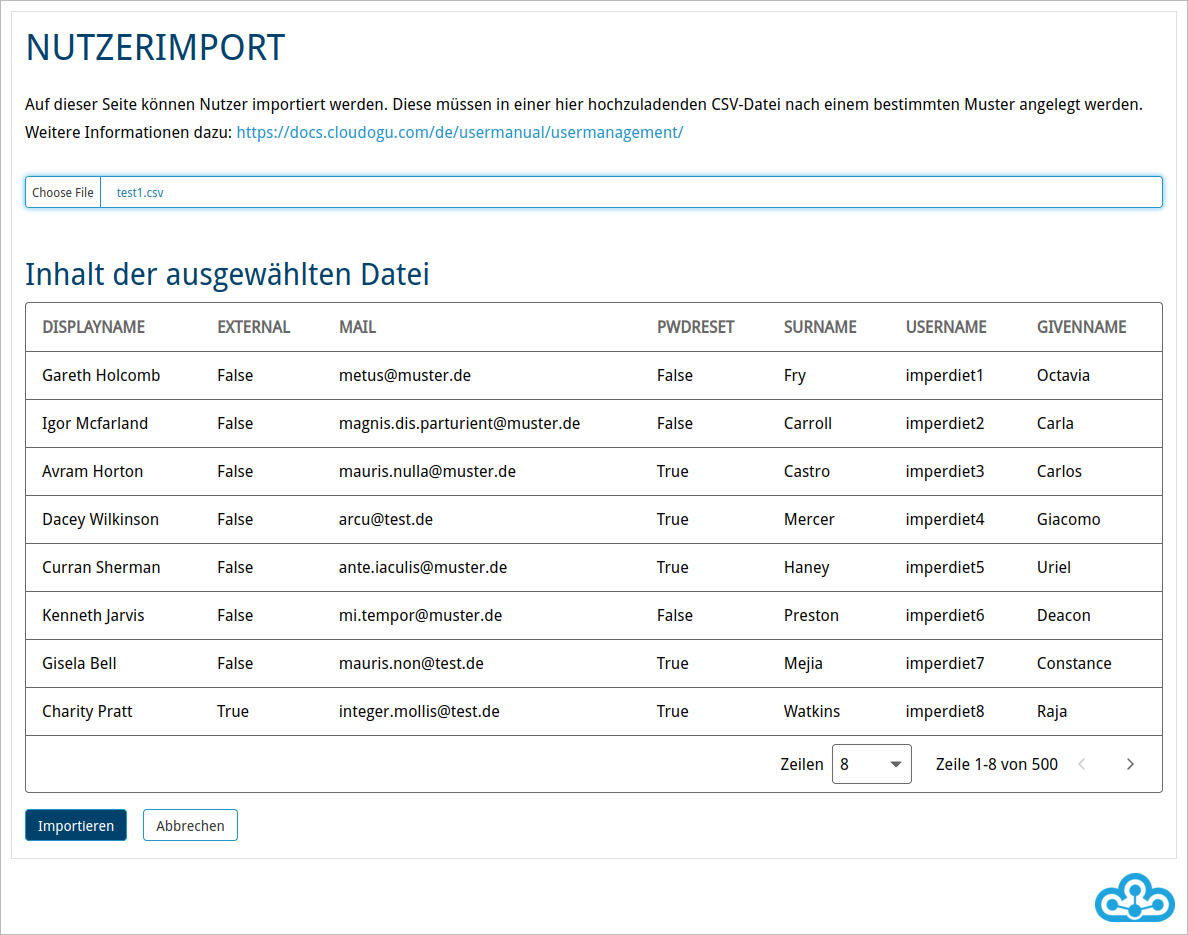 NUTZERIMPORT
Auf dieser Seite können Nutzer importiert werden. Diese müssen in einer hier hochzuladenden CSV-Datei nach einem bestimmten Muster angelegt werden.
Weitere Informationen dazu: https://docs.cloudogu.com/de/usermanual/usermanagement/
Choose File test1.csv
Inhalt der ausgewählten Datei
DISPLAYNAME EXTERNAL MAIL PWDRESET SURNAME USERNAME GIVENNAME
Gareth Holcomb False metus@muster.de False Fry imperdiet1 Octavia
Igor Mcfarland False magnis.dis.parturient@muster.de False Carroll imperdiet2 Carla
Avram Horton False mauris.nulla@muster.de True Castro imperdiet3 Carlos
Dacey Wilkinson False arcu@test.de True Mercer imperdiet4 Giacomo
Curran Sherman False ante.iaculis@muster.de True Haney imperdiet5 Uriel
Kenneth Jarvis False mi.tempor@muster.de False Preston imperdiet6 Deacon
Gisela Bell False mauris.non@test.de True Mejia imperdiet7 Constance
Charity Pratt True integer.mollis@test.de True Watkins imperdiet8 Raja
Zeilen 8 Zeile 1-8 von 500
Importieren Abbrechen